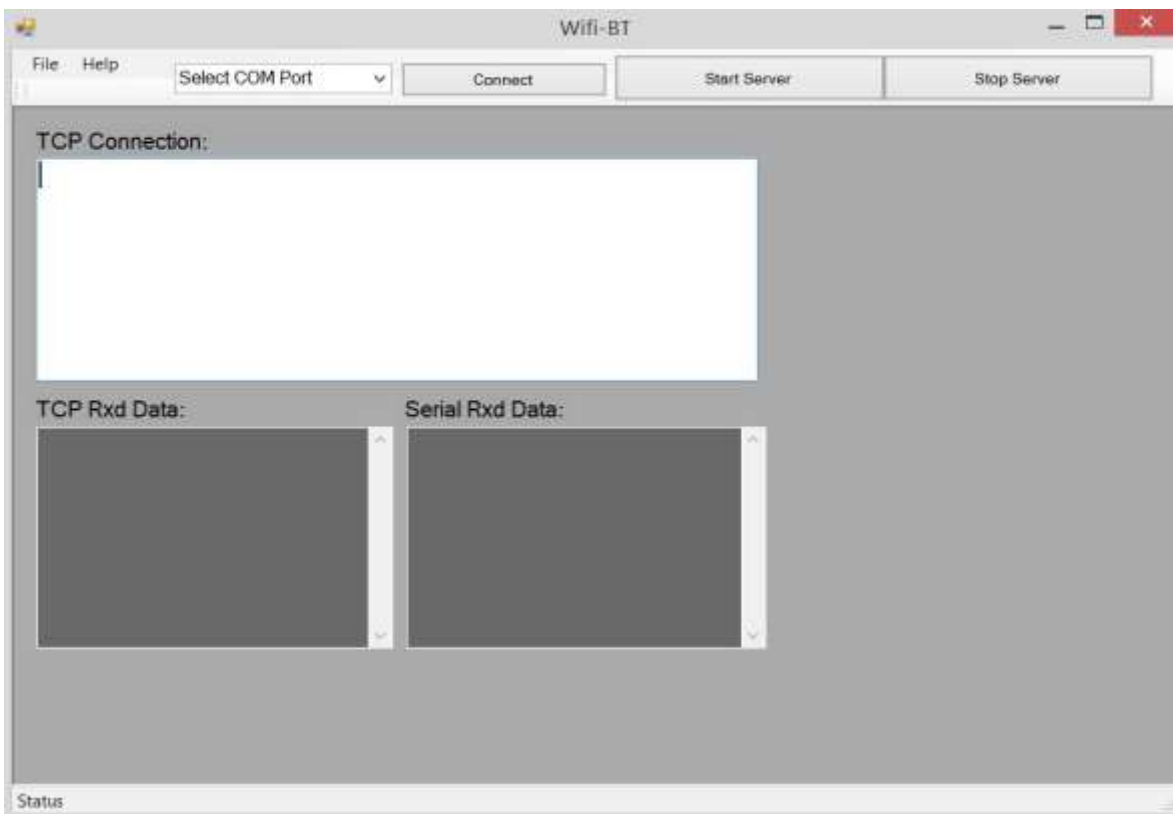 Wifi-BT
File Help
Select COM Port Connect Start Server Stop Server
TCP Connection:
TCP Rxd Data: Serial Rxd Data:
Status